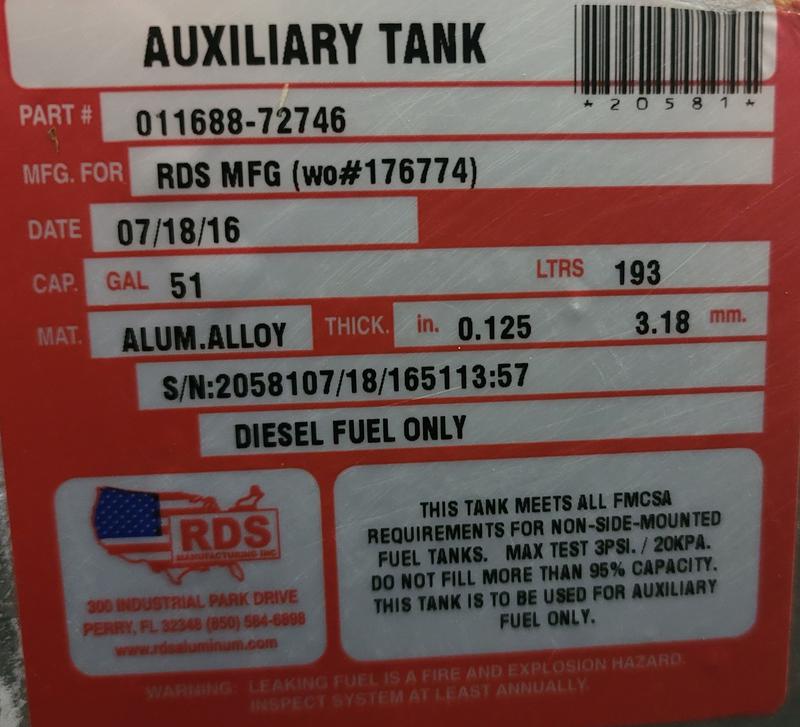 AUXILIARY TANK
*20581*
PART # 011688-72746
MFG. FOR RDS MFG (wo#176774)
DATE 07/18/16
CAP. GAL 51 LTRS 193
MAT. ALUM.ALLOY THICK. in. 0.125 3.18 mm.
S/N:2058107/18/165113:57
DIESEL FUEL ONLY
RDS
MANUFACTURING INC
300 INDUSTRIAL PARK DRIVE
PERRY, FL 32348 (850) 584-6898
www.rdsaluminum.com
THIS TANK MEETS ALL FMCSA
REQUIREMENTS FOR NON-SIDE-MOUNTED
FUEL TANKS. MAX TEST 3PSI. / 20KPA.
DO NOT FILL MORE THAN 95% CAPACITY.
THIS TANK IS TO BE USED FOR AUXILIARY
FUEL ONLY.
WARNING: LEAKING FUEL IS A FIRE AND EXPLOSION HAZARD.
INSPECT SYSTEM AT LEAST ANNUALLY.